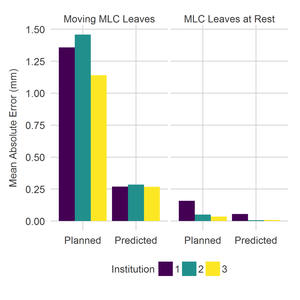 Moving MLC Leaves MLC Leaves at Rest
1.50
1.25
1.00
0.75
0.50
0.25
0.00
Mean Absolute Error (mm)
Planned Predicted Planned Predicted
Institution 1 2 3